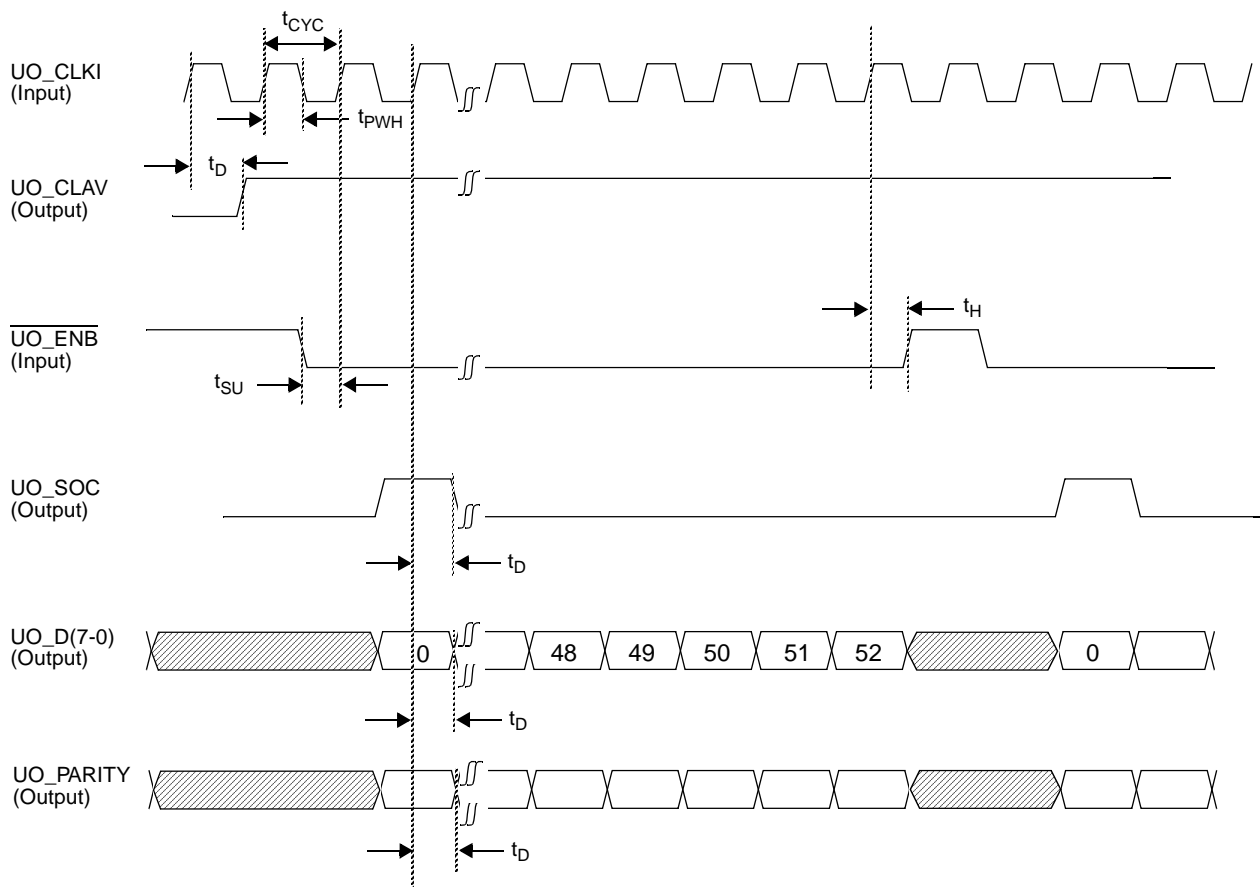 tCYC
UO_CLKI
(Input)
tPWH
tD
UO_CLAV
(Output)
tH
UO_ENB
(Input)
tSU
UO_SOC
(Output)
tD
UO_D(7-0)
(Output)
0 48 49 50 51 52 0
tD
UO_PARITY
(Output)
tD